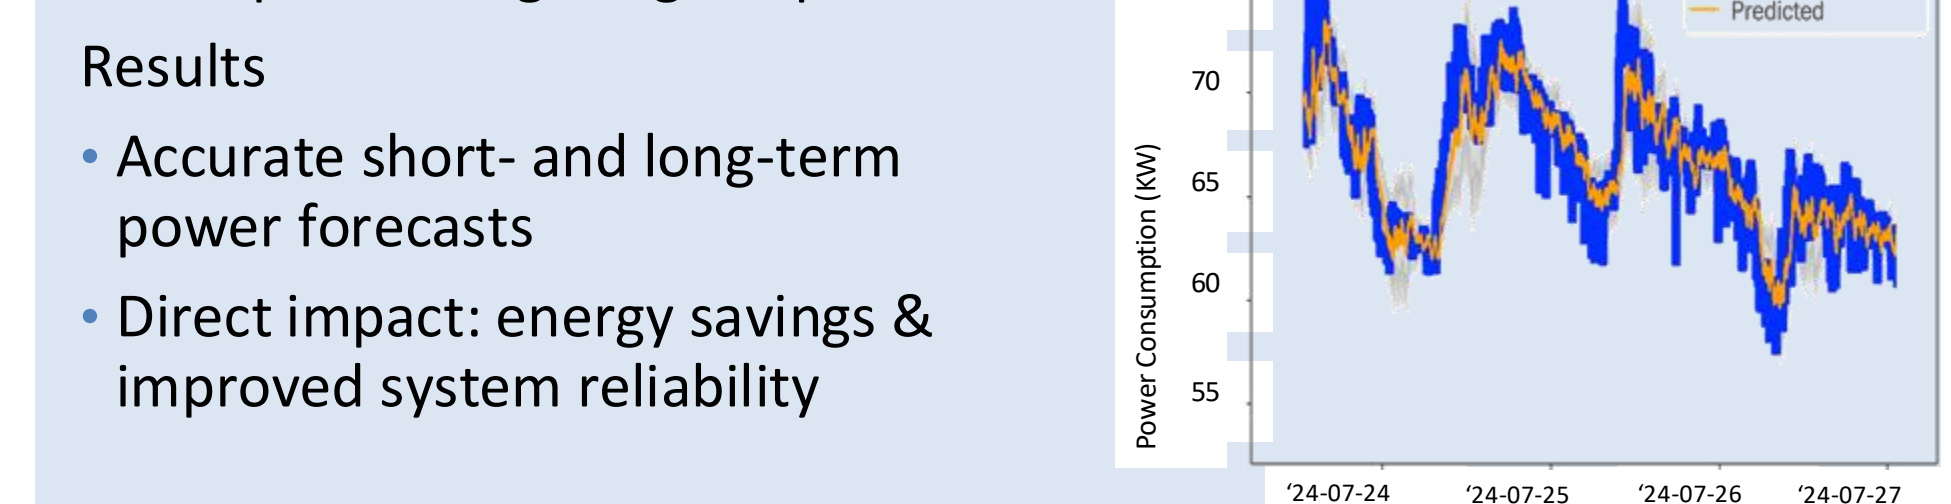 Results
• Accurate short- and long-term
power forecasts
• Direct impact: energy savings &
improved system reliability
Predicted
Power Consumption (KW)
70
65
60
55
‘24-07-24
‘24-07-25
‘24-07-26
‘24-07-27